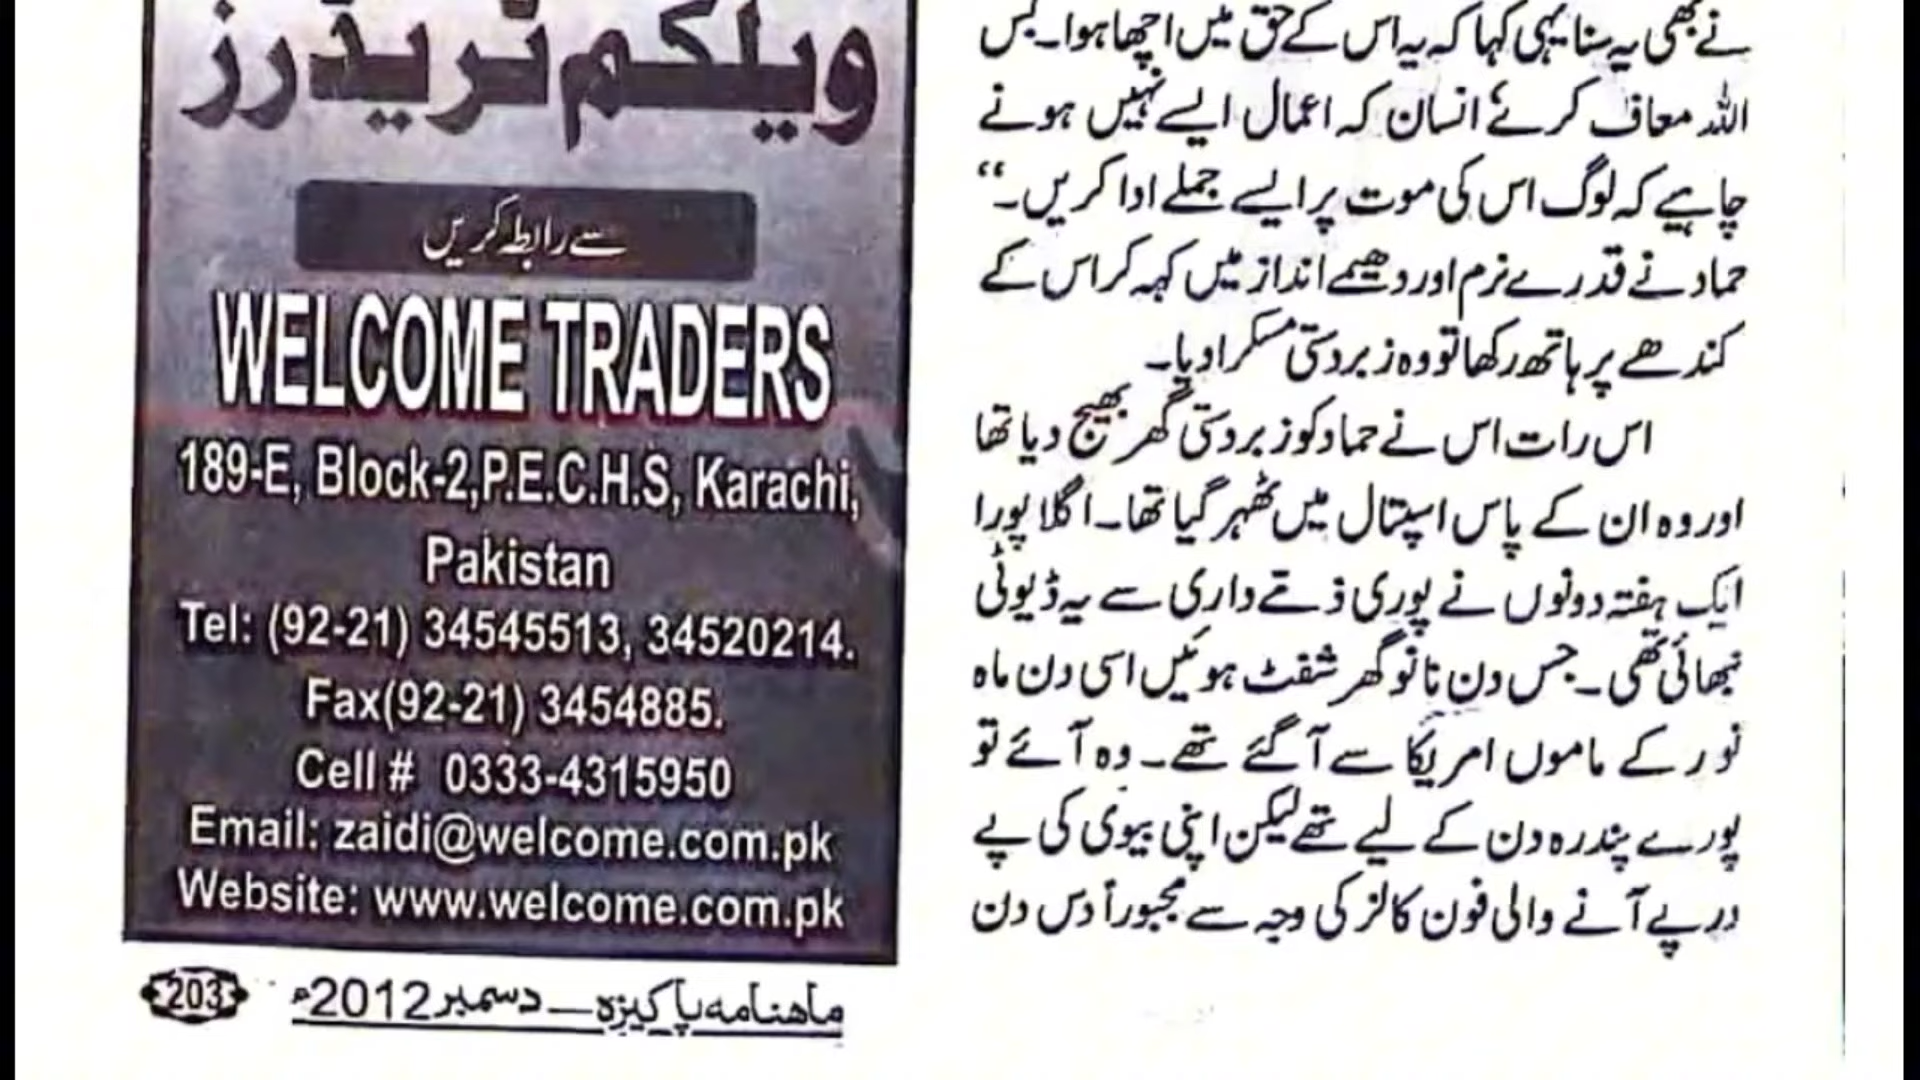 نے بھی یہ سنا یہی کہا کہ یہ اس کے حق میں اچھا ہوا۔ بس
اللہ معاف کرے انسان کہ اعمال ایسے نہیں ہونے
چاہیے کہ لوگ اس کی موت پر ایسے جملے ادا کریں۔‘‘
حماد نے قدرے نرم اور دھیمے انداز میں کہہ کر اس کے
کندھے پر ہاتھ رکھا تو وہ زبردستی مسکرا دیا۔
اس رات اس نے حماد کو زبردستی گھر بھیج دیا تھا
اور وہ ان کے پاس اسپتال میں ٹھہر گیا تھا۔ اگلا پورا
ایک ہفتہ دونوں نے پوری ذمّے داری سے یہ ڈیوٹی
نبھائی تھی۔ جس دن نانو گھر شفٹ ہوئیں اسی دن ماہ
نور کے ماموں امریکا سے آ گئے تھے۔ وہ آئے تو
پورے پندرہ دن کے لیے تھے لیکن اپنی بیوی کی پے
درپے آنے والی فون کالز کی وجہ سے مجبوراً دس دن
ویلکم ٹریڈرز
سے رابطہ کریں
WELCOME TRADERS
189-E, Block-2,P.E.C.H.S, Karachi,
Pakistan
Tel: (92-21) 34545513, 34520214.
Fax(92-21) 3454885.
Cell # 0333-4315950
Email: zaidi@welcome.com.pk
Website: www.welcome.com.pk
ماهنامه پاکیزہ — دسمبر 2012ء
203